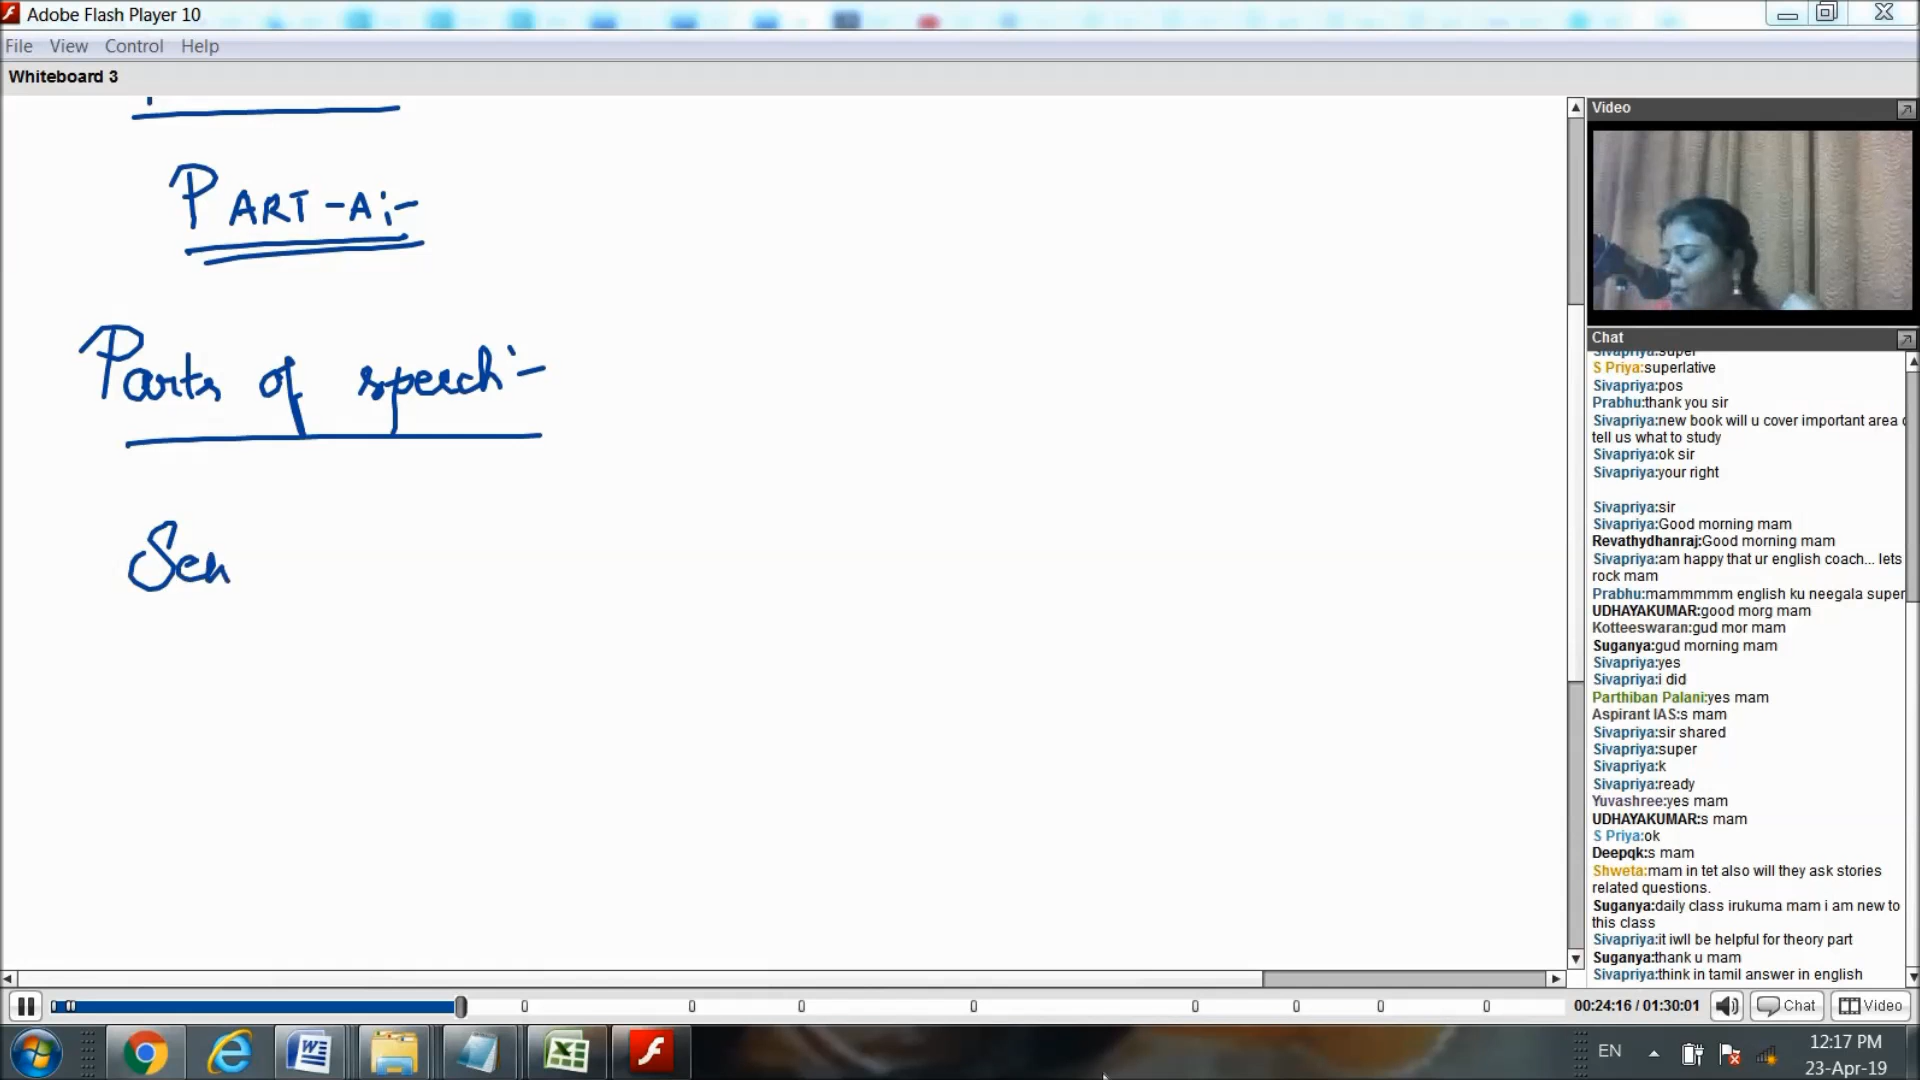 Adobe Flash Player 10
File View Control Help
Whiteboard 3
PART-A:-
Parts of speech:-
Sen
Video
Chat
Sivapriya:super
S Priya:superlative
Sivapriya:pos
Prabhu:thank you sir
Sivapriya:new book will u cover important area
tell us what to study
Sivapriya:ok sir
Sivapriya:your right
Sivapriya:sir
Sivapriya:Good morning mam
Revathydhanraj:Good morning mam
Sivapriya:am happy that ur english coach... lets
rock mam
Prabhu:mammmmm english ku neegala super
UDHAYAKUMAR:good morg mam
Kotteeswaran:gud mor mam
Suganya:gud morning mam
Sivapriya:yes
Sivapriya:i did
Parthiban Palani:yes mam
Aspirant IAS:s mam
Sivapriya:sir shared
Sivapriya:super
Sivapriya:k
Sivapriya:ready
Yuvashree:yes mam
UDHAYAKUMAR:s mam
S Priya:ok
Deepqk:s mam
Shweta:mam in tet also will they ask stories
related questions.
Suganya:daily class irukuma mam i am new to
this class
Sivapriya:it iwll be helpful for theory part
Suganya:thank u mam
Sivapriya:think in tamil answer in english
00:24:16 / 01:30:01 Chat Video
EN 12:17 PM
23-Apr-19